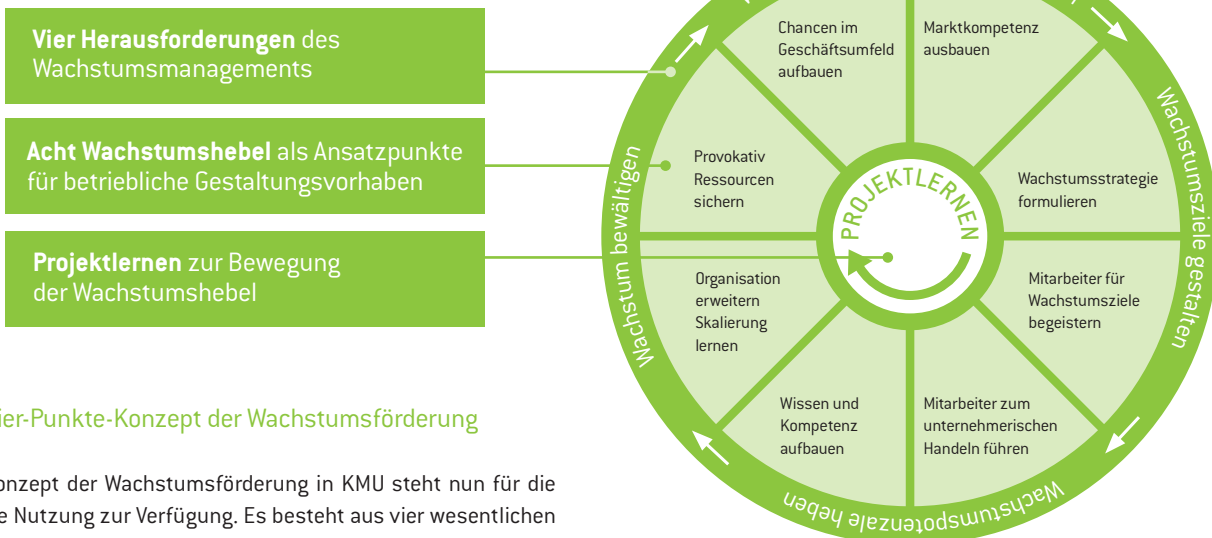 Vier Herausforderungen des
Wachstumsmanagements
Acht Wachstumshebel als Ansatzpunkte
für betriebliche Gestaltungsvorhaben
Projektlernen zur Bewegung
der Wachstumshebel
Chancen im
Geschäftsumfeld
aufbauen
Marktkompetenz
ausbauen
Provokativ
Ressourcen
sichern
Wachstumsstrategie
formulieren
Organisation
erweitern
Skalierung
lernen
Mitarbeiter für
Wachstumsziele
begeistern
Wissen und
Kompetenz
aufbauen
Mitarbeiter zum
unternehmerischen
Handeln führen
PROJEKTLERNEN
Wachstumsziele gestalten
Wachstumspotenziale heben
Wachstum bewältigen
ier-Punkte-Konzept der Wachstumsförderung
onzept der Wachstumsförderung in KMU steht nun für die
e Nutzung zur Verfügung. Es besteht aus vier wesentlichen